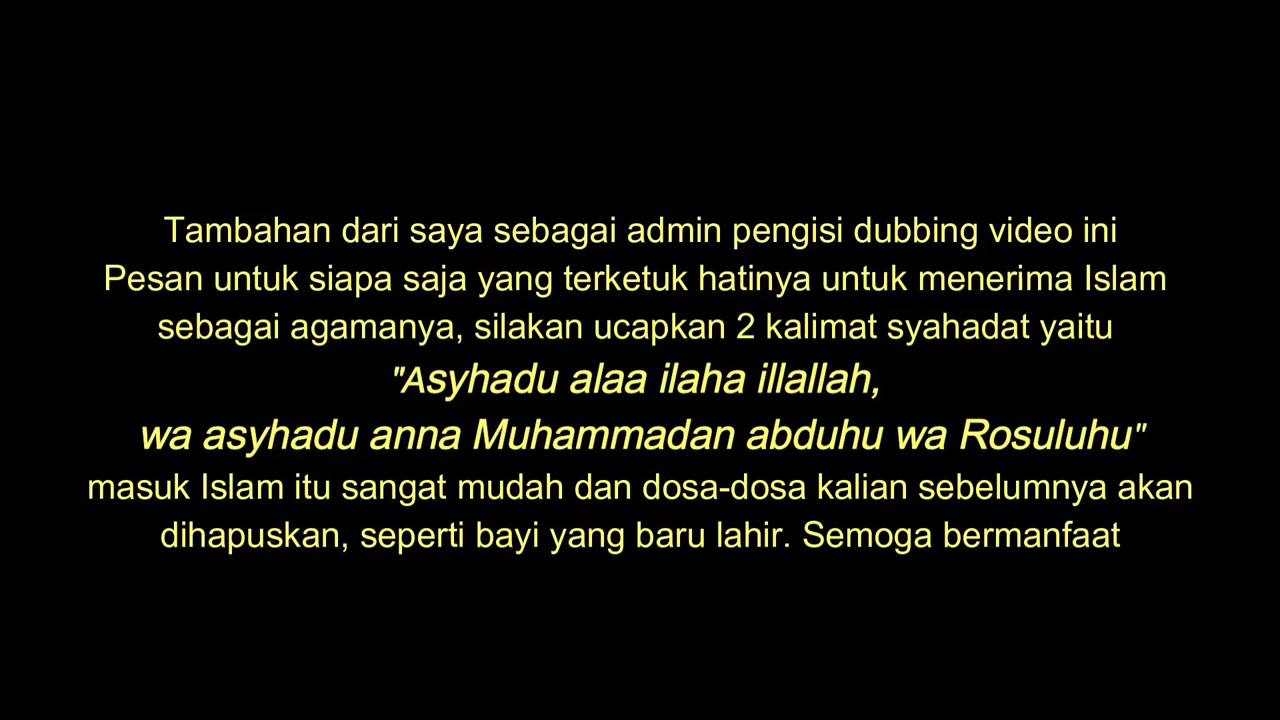 Tambahan dari saya sebagai admin pengisi dubbing video ini
Pesan untuk siapa saja yang terketuk hatinya untuk menerima Islam
sebagai agamanya, silakan ucapkan 2 kalimat syahadat yaitu
"Asyhadu alaa ilaha illallah,
wa asyhadu anna Muhammadan abduhu wa Rosuluhu"
masuk Islam itu sangat mudah dan dosa-dosa kalian sebelumnya akan
dihapuskan, seperti bayi yang baru lahir. Semoga bermanfaat